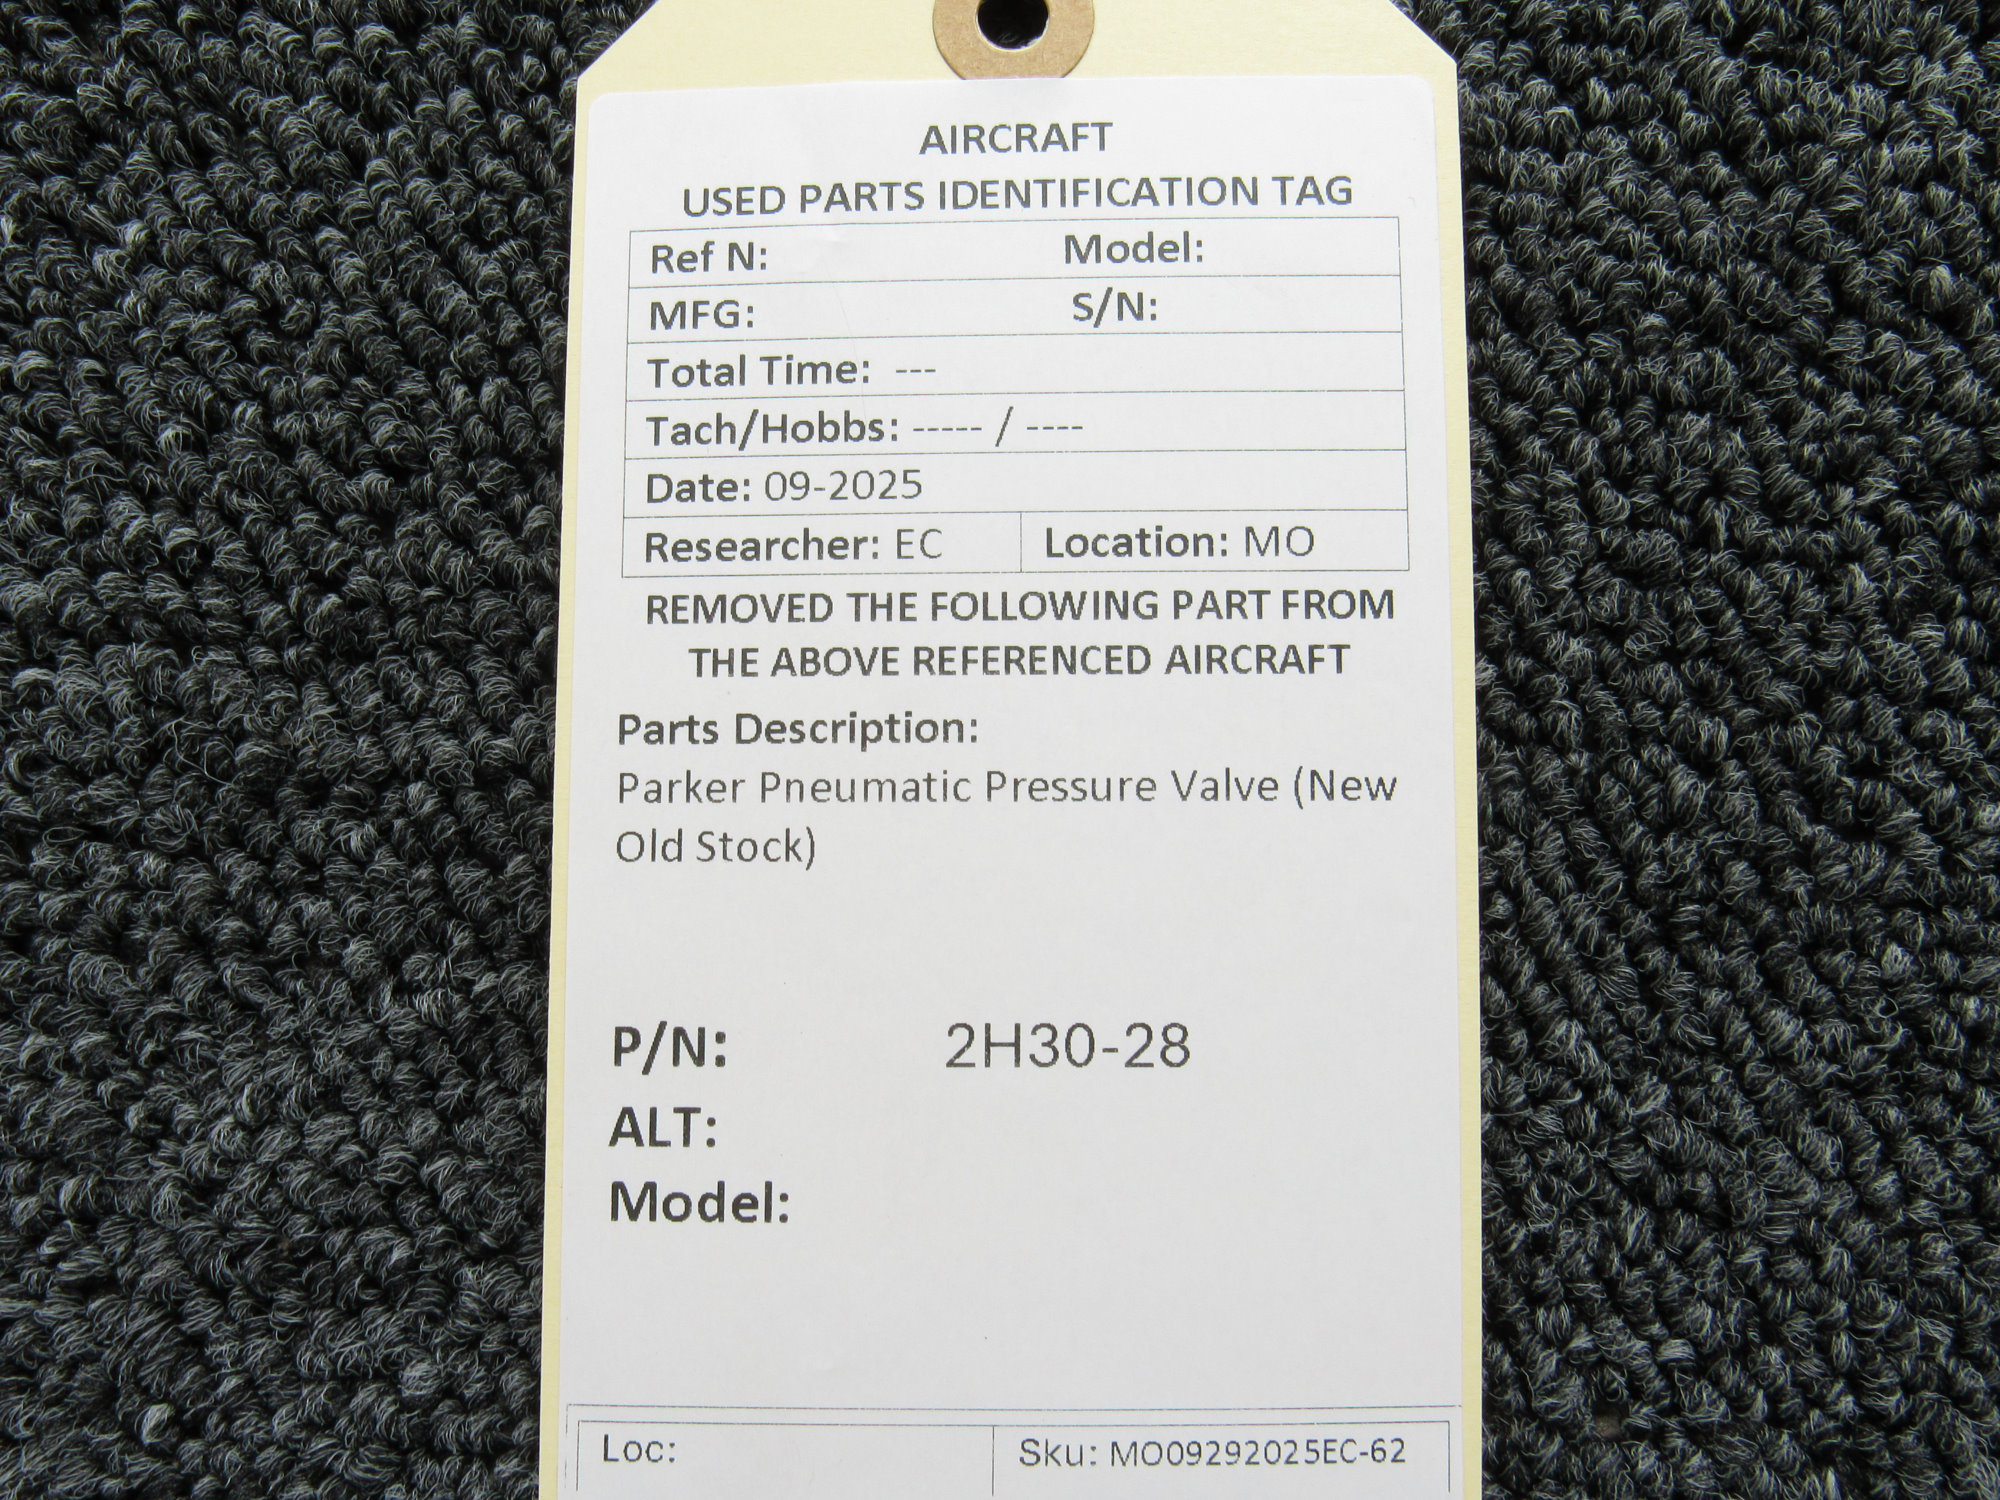 AIRCRAFT
USED PARTS IDENTIFICATION TAG
Ref N: Model:
MFG: S/N:
Total Time: ---
Tach/Hobbs: ----- / ----
Date: 09-2025
Researcher: EC Location: MO
REMOVED THE FOLLOWING PART FROM
THE ABOVE REFERENCED AIRCRAFT
Parts Description:
Parker Pneumatic Pressure Valve (New
Old Stock)
P/N: 2H30-28
ALT:
Model:
Loc: Sku: MO09292025EC-62